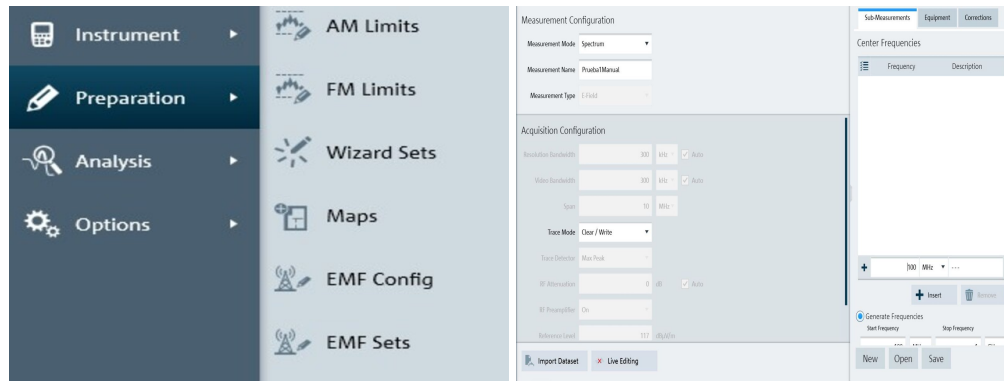 Instrument
Preparation
Analysis
Options
AM Limits
FM Limits
Wizard Sets
Maps
EMF Config
EMF Sets
Measurement Configuration
Measurement Mode Spectrum
Measurement Name Prueba1Manual
Measurement Type E-Field
Acquisition Configuration
Resolution Bandwidth 300 kHz Auto
Video Bandwidth 300 kHz Auto
Span 10 MHz
Trace Mode Clear / Write
Trace Detector Max Peak
RF Attenuation 0 dB Auto
RF Preamplifier On
Reference Level 117 dBµV/m
Import Dataset Live Editing
Sub-Measurements Equipment Corrections
Center Frequencies
Frequency Description
100 MHz ---
Insert Remove
Generate Frequencies
Start Frequency Stop Frequency
New Open Save